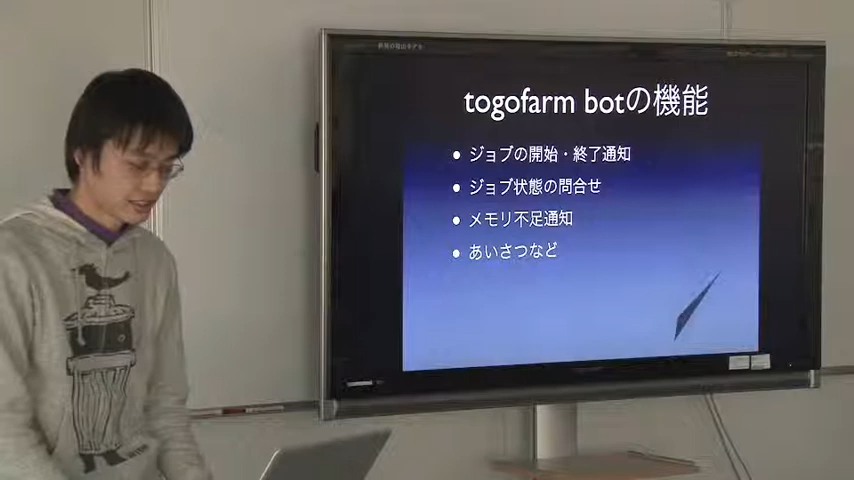 togofarm botの機能
• ジョブの開始・終了通知
• ジョブ状態の問合せ
• メモリ不足通知
• あいさつなど